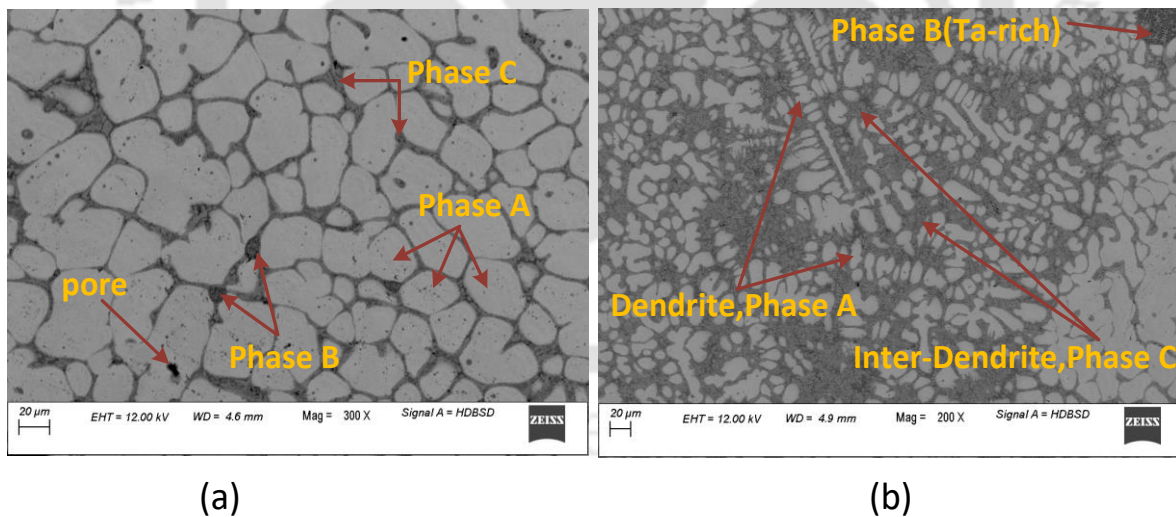 Phase C
Phase A
pore
Phase B
20 µm
EHT = 12.00 kV WD = 4.6 mm Mag = 300 X Signal A = HDBSD
ZEISS
Phase B(Ta-rich)
Dendrite,Phase A
Inter-Dendrite,Phase C
20 µm
EHT = 12.00 kV WD = 4.9 mm Mag = 200 X Signal A = HDBSD
ZEISS
(a) (b)